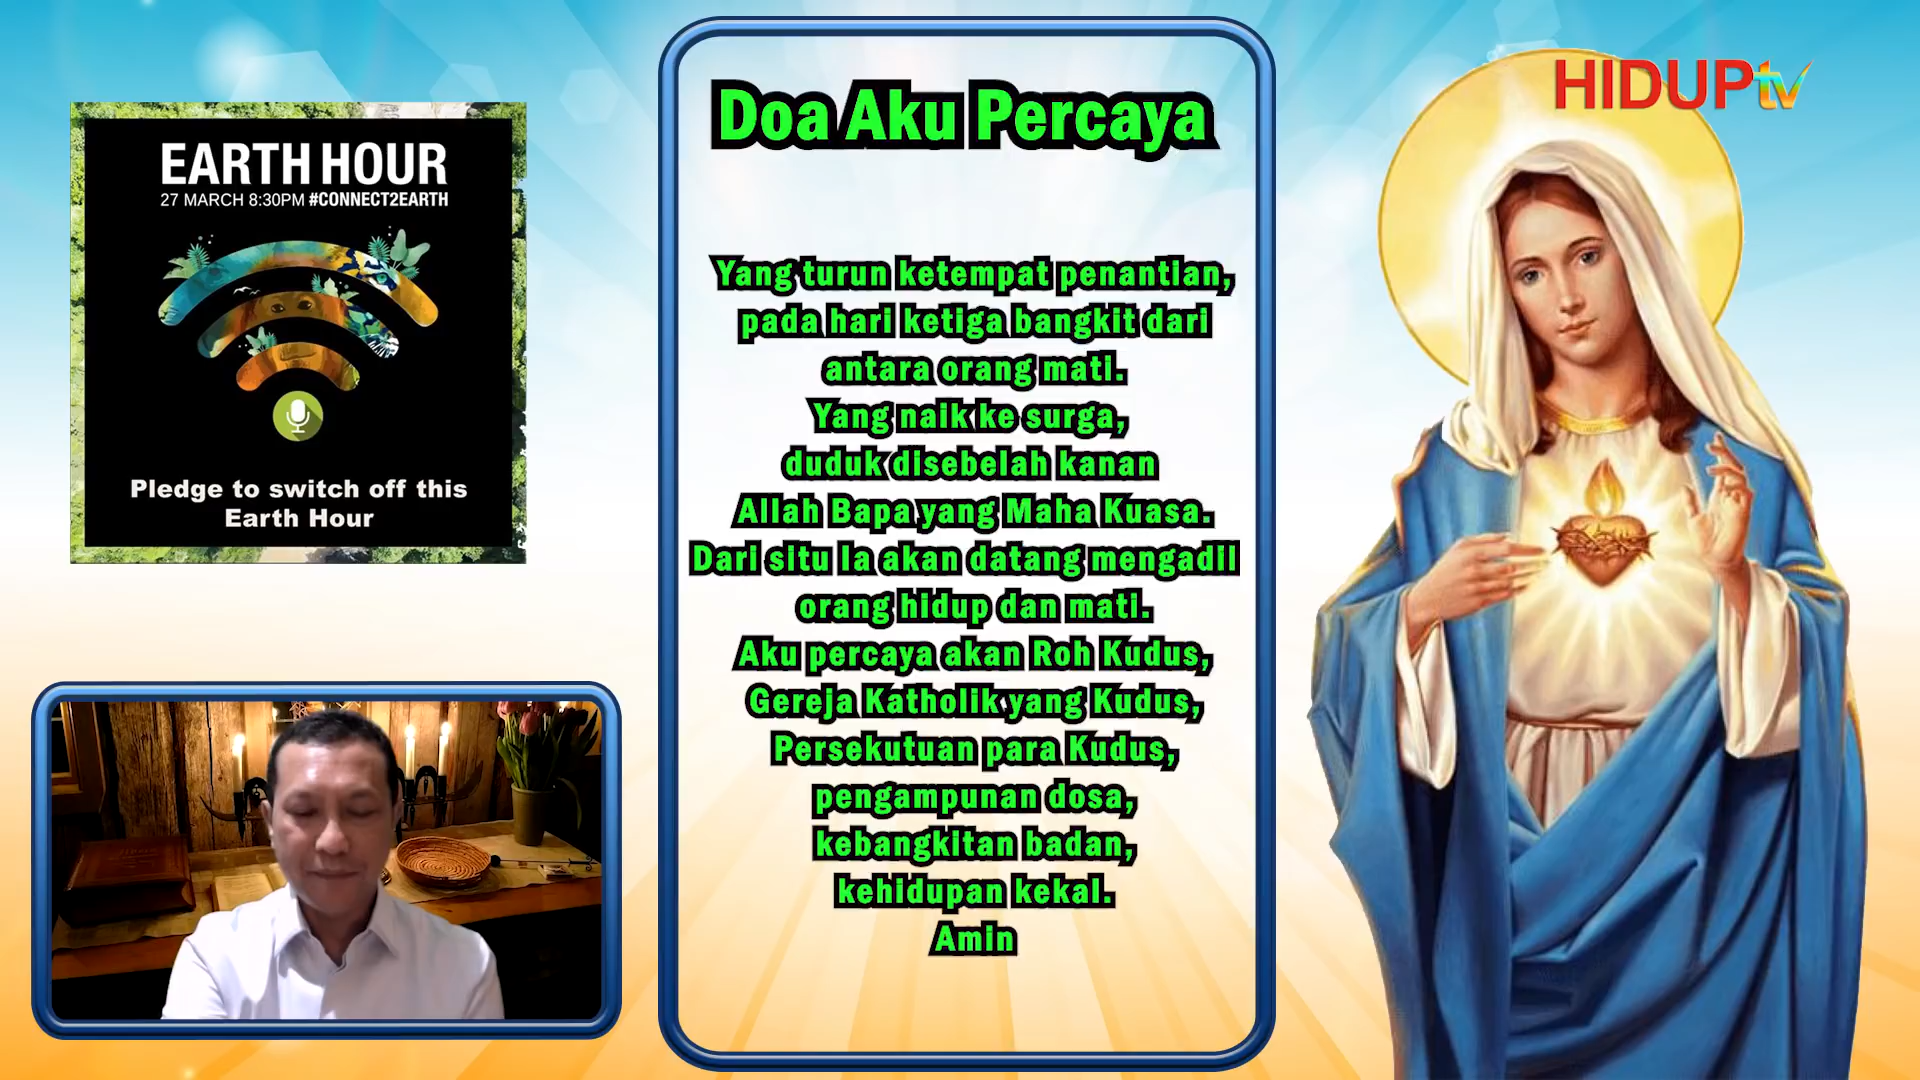 EARTH HOUR
27 MARCH 8:30PM #CONNECT2EARTH
Pledge to switch off this
Earth Hour
Doa Aku Percaya
Yang turun ketempat penantian,
pada hari ketiga bangkit dari
antara orang mati.
Yang naik ke surga,
duduk disebelah kanan
Allah Bapa yang Maha Kuasa.
Dari situ Ia akan datang mengadil
orang hidup dan mati.
Aku percaya akan Roh Kudus,
Gereja Katholik yang Kudus,
Persekutuan para Kudus,
pengampunan dosa,
kebangkitan badan,
kehidupan kekal.
Amin
HIDUPtv